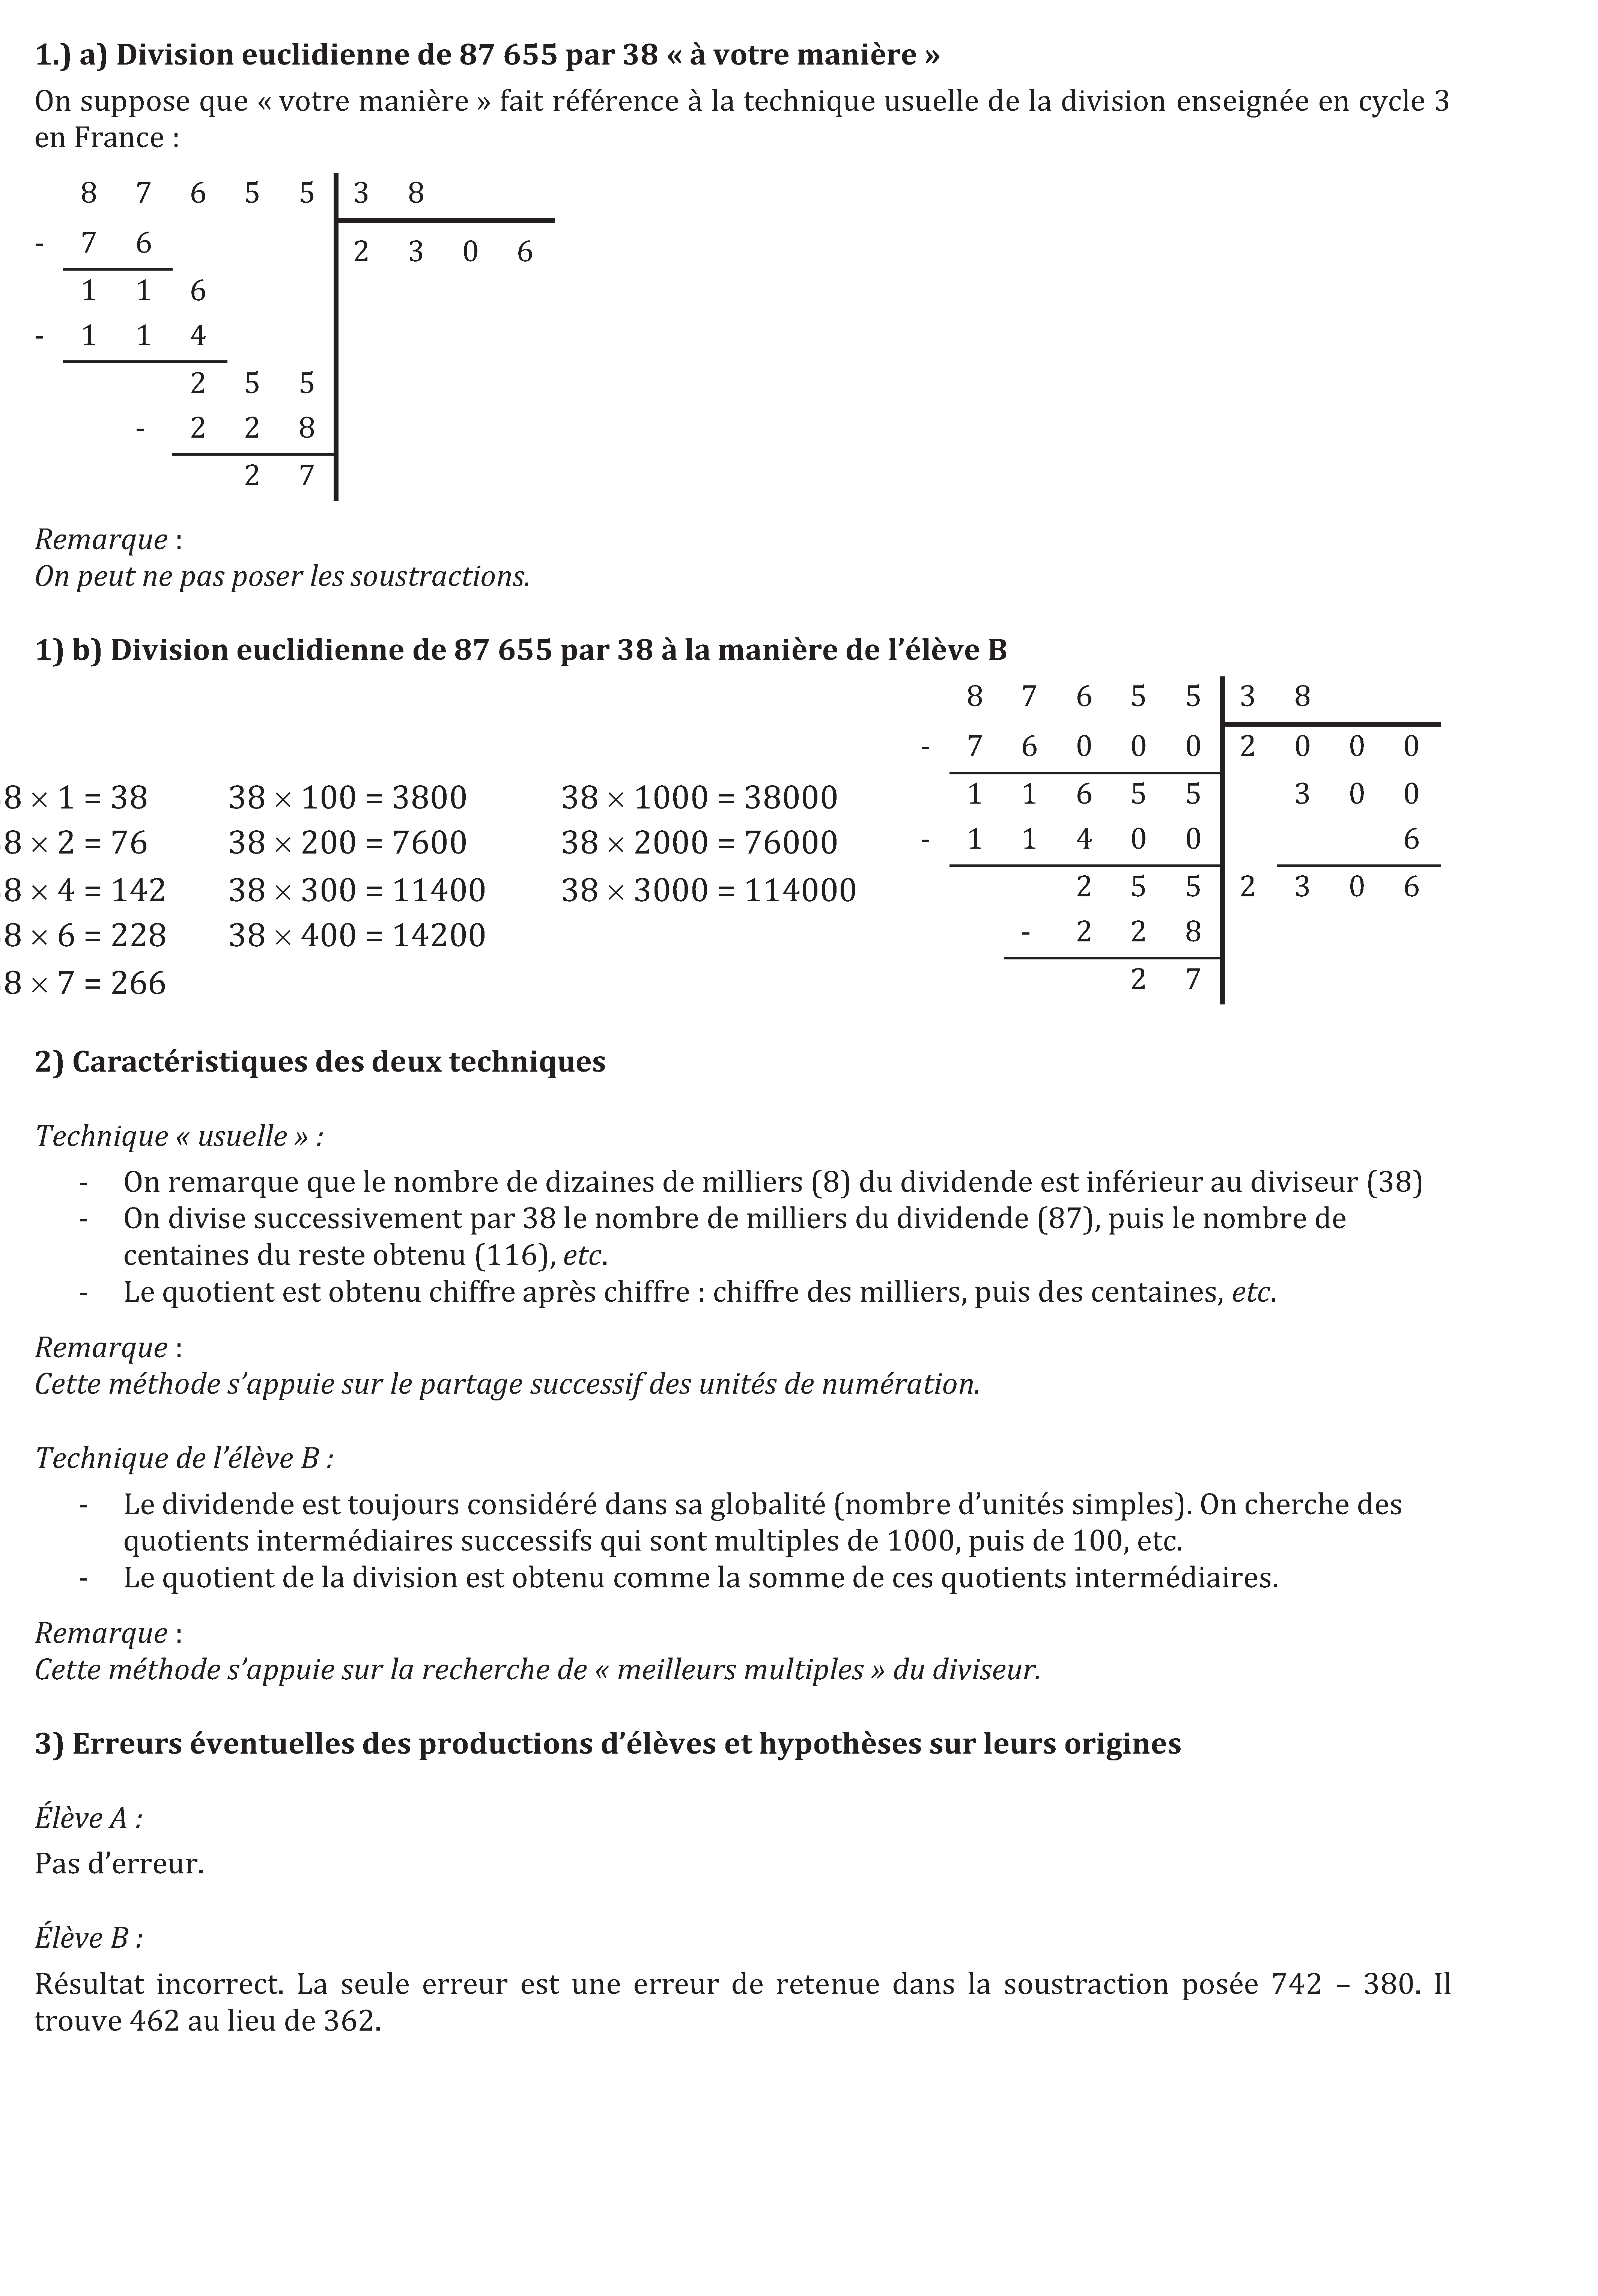 1.) a) Division euclidienne de 87 655 par 38 « à votre manière »
On suppose que « votre manière » fait référence à la technique usuelle de la division enseignée en cycle 3
en France :
8 7 6 5 5 3 8
- 7 6 2 3 0 6
1 1 6
- 1 1 4
2 5 5
- 2 2 8
2 7
Remarque :
On peut ne pas poser les soustractions.
1) b) Division euclidienne de 87 655 par 38 à la manière de l’élève B
8 × 1 = 38 38 × 100 = 3800 38 × 1000 = 38000
8 × 2 = 76 38 × 200 = 7600 38 × 2000 = 76000
8 × 4 = 142 38 × 300 = 11400 38 × 3000 = 114000
8 × 6 = 228 38 × 400 = 14200
8 × 7 = 266
8 7 6 5 5 3 8
- 7 6 0 0 0 2 0 0 0
1 1 6 5 5 3 0 0
- 1 1 4 0 0 6
2 5 5 2 3 0 6
- 2 2 8
2 7
2) Caractéristiques des deux techniques
Technique « usuelle » :
- On remarque que le nombre de dizaines de milliers (8) du dividende est inférieur au diviseur (38)
- On divise successivement par 38 le nombre de milliers du dividende (87), puis le nombre de
centaines du reste obtenu (116), etc.
- Le quotient est obtenu chiffre après chiffre : chiffre des milliers, puis des centaines, etc.
Remarque :
Cette méthode s’appuie sur le partage successif des unités de numération.
Technique de l’élève B :
- Le dividende est toujours considéré dans sa globalité (nombre d’unités simples). On cherche des
quotients intermédiaires successifs qui sont multiples de 1000, puis de 100, etc.
- Le quotient de la division est obtenu comme la somme de ces quotients intermédiaires.
Remarque :
Cette méthode s’appuie sur la recherche de « meilleurs multiples » du diviseur.
3) Erreurs éventuelles des productions d’élèves et hypothèses sur leurs origines
Élève A :
Pas d’erreur.
Élève B :
Résultat incorrect. La seule erreur est une erreur de retenue dans la soustraction posée 742 – 380. Il
trouve 462 au lieu de 362.